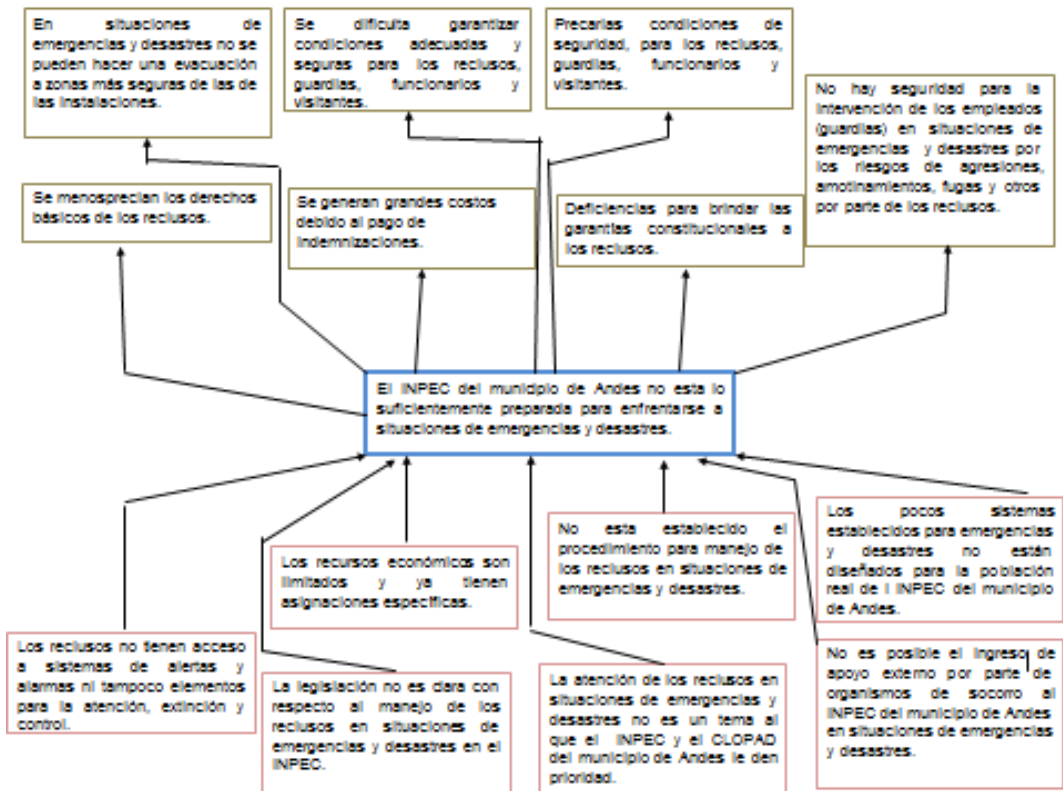 En situaciones de
emergencias y desastres no se
pueden hacer una evacuación
a zonas más seguras de las de
las instalaciones.
Se dificulta garantizar
condiciones adecuadas y
seguras para los reclusos,
guardias, funcionarios y
visitantes.
Precarias condiciones de
seguridad, para los reclusos,
guardias, funcionarios y
visitantes.
No hay seguridad para la
intervención de los empleados
(guardias) en situaciones de
emergencias y desastres por
los riesgos de agresiones,
amotinamientos, fugas y otros
por parte de los reclusos.
Se menosprecian los derechos
básicos de los reclusos.
Se generan grandes costos
debido al pago de
indemnizaciones.
Deficiencias para brindar las
garantías constitucionales a
los reclusos.
El INPEC del municipio de Andes no esta lo
suficientemente preparada para enfrentarse a
situaciones de emergencias y desastres.
Los recursos económicos son
limitados y ya tienen
asignaciones específicas.
No esta establecido el
procedimiento para manejo de
los reclusos en situaciones de
emergencias y desastres.
Los pocos sistemas
establecidos para emergencias
y desastres no están
diseñados para la población
real de l INPEC del municipio
de Andes.
Los reclusos no tienen acceso
a sistemas de alertas y
alarmas ni tampoco elementos
para la atención, extinción y
control.
La legislación no es clara con
respecto al manejo de los
reclusos en situaciones de
emergencias y desastres en el
INPEC.
La atención de los reclusos en
situaciones de emergencias y
desastres no es un tema al
que el INPEC y el CLOPAD
del municipio de Andes le den
prioridad.
No es posible el ingreso de
apoyo externo por parte de
organismos de socorro al
INPEC del municipio de Andes
en situaciones de emergencias
y desastres.